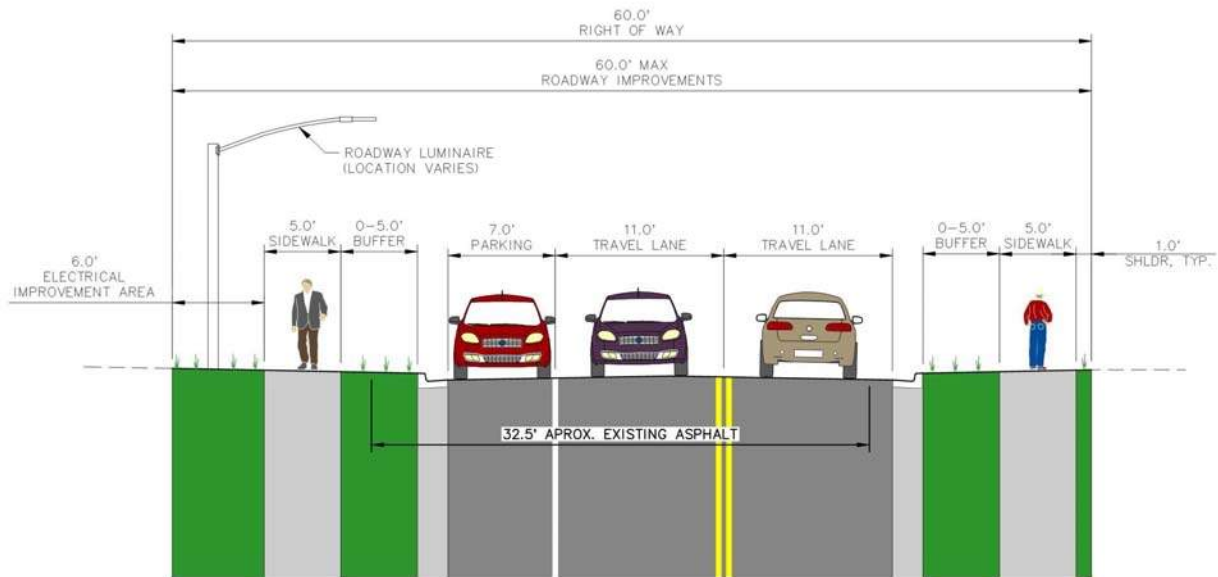 60.0'
RIGHT OF WAY
60.0' MAX
ROADWAY IMPROVEMENTS
ROADWAY LUMINAIRE
(LOCATION VARIES)
6.0'
ELECTRICAL
IMPROVEMENT AREA
5.0'
SIDEWALK
0-5.0'
BUFFER
7.0'
PARKING
11.0'
TRAVEL LANE
11.0'
TRAVEL LANE
0-5.0'
BUFFER
5.0'
SIDEWALK
1.0'
SHLDR, TYP.
32.5' APROX. EXISTING ASPHALT